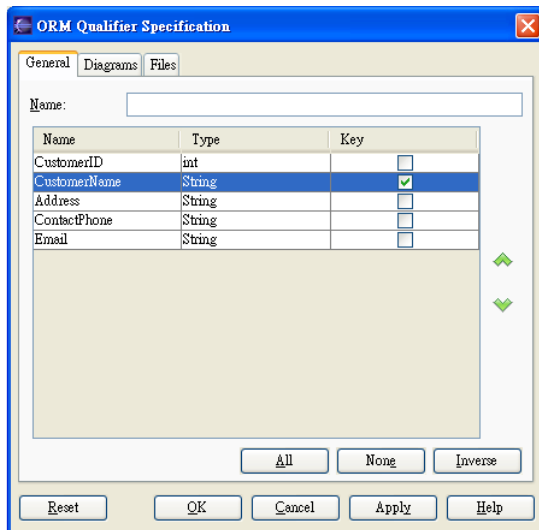 ORM Qualifier Specification
General Diagrams Files
Name:
Name Type Key
CustomerID int
CustomerName String
Address String
ContactPhone String
Email String
All None Inverse
Reset OK Cancel Apply Help